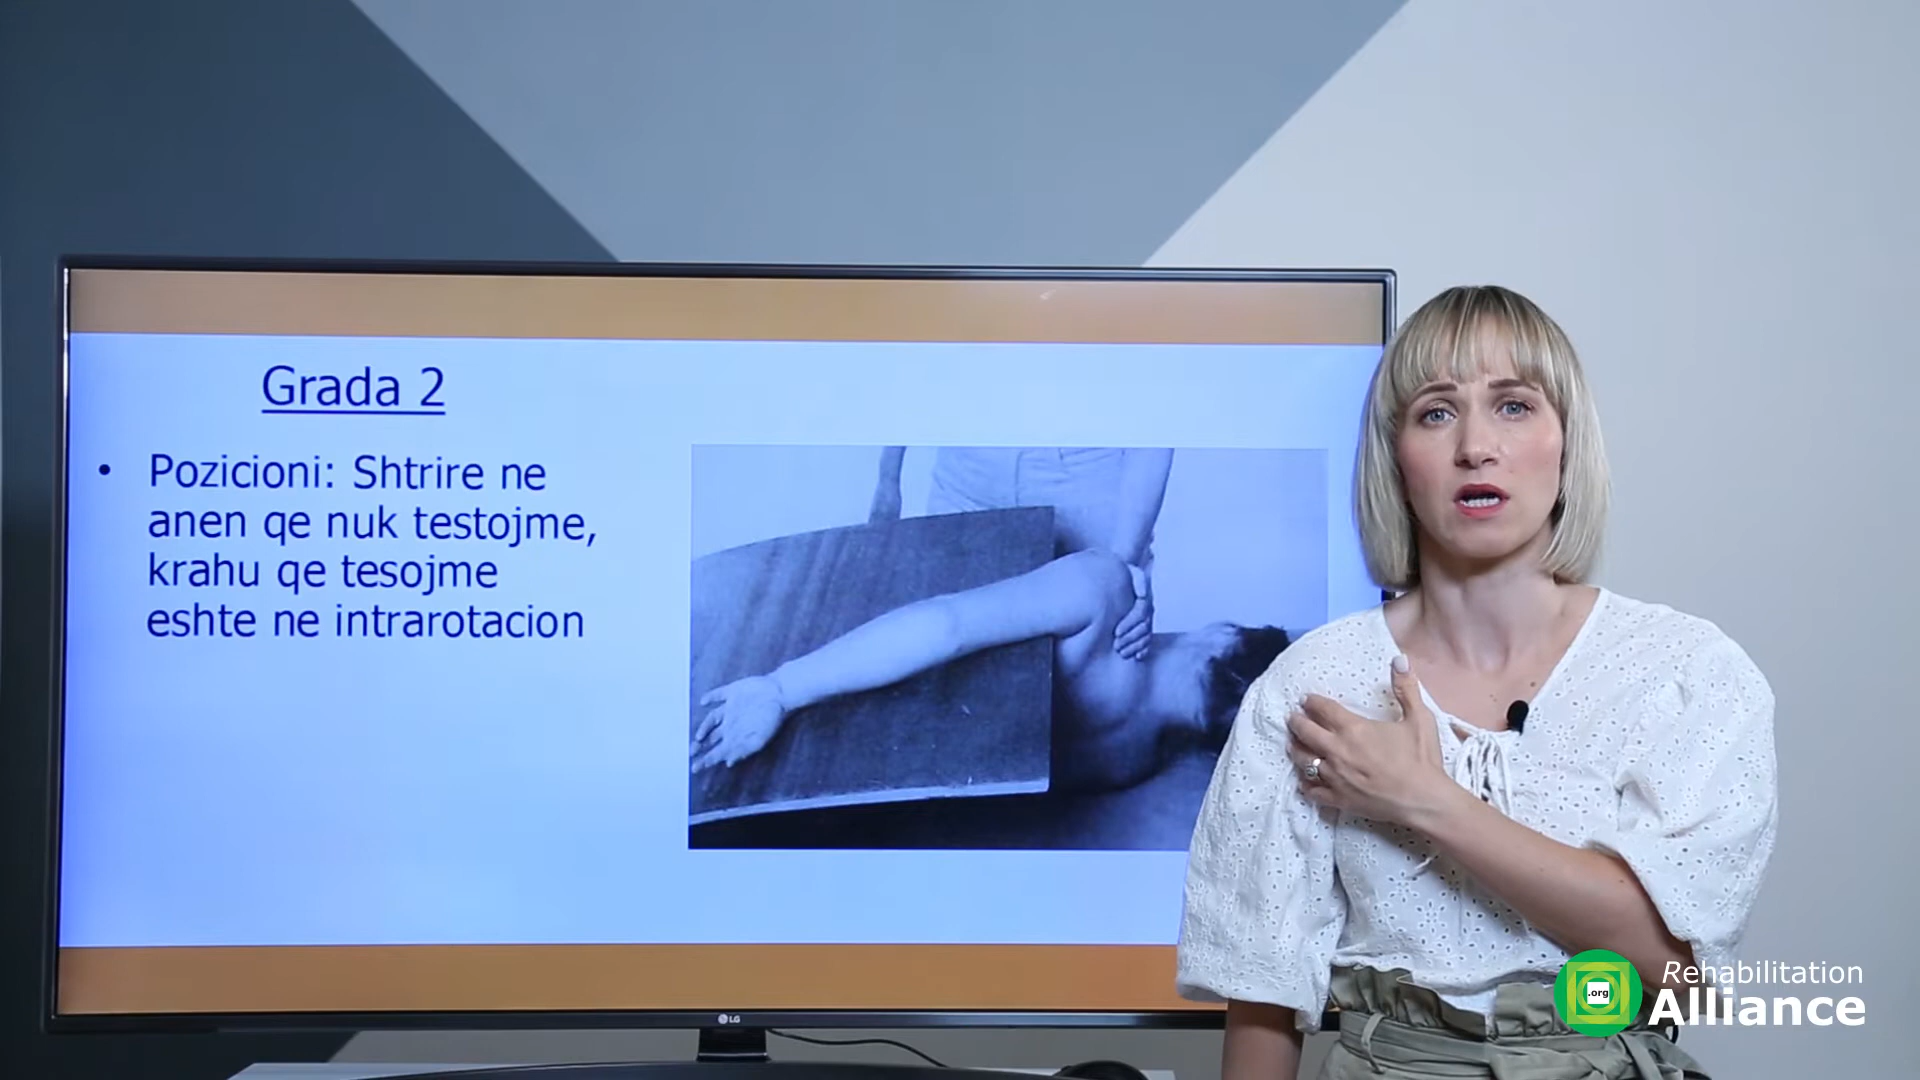 Grada 2
• Pozicioni: Shtrire ne
anen qe nuk testojme,
krahu qe tesojme
eshte ne intrarotacion
LG
.org
Rehabilitation
Alliance